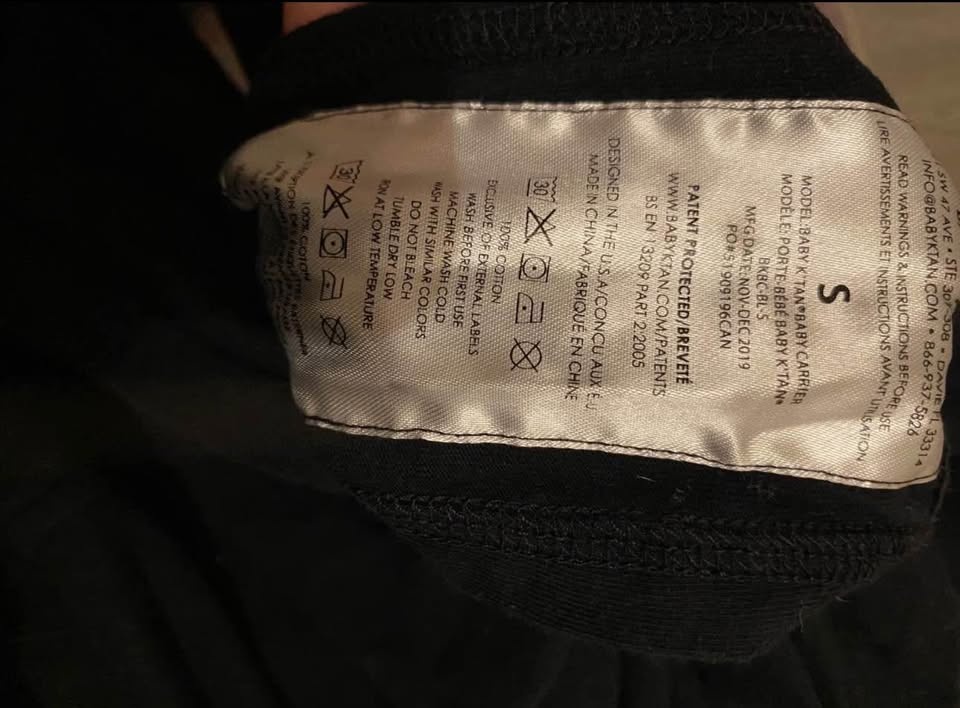 SW 47 AVE • STE 307-308 • DAVIE FL 33314
INFO@BABYKTAN.COM • 866-937-5826
READ WARNINGS & INSTRUCTIONS BEFORE USE
LIRE AVERTISSEMENTS ET INSTRUCTIONS AVANT UTILISATION
S
MODEL:BABY K'TAN® BABY CARRIER
MODÈLE: PORTE-BÉBÉ BABY K'TAN®
BKBC-BL-S
MFG DATE: NOV-DEC 2019
PO#51909196CAN
PATENT PROTECTED/BREVETÉ
WWW.BABYKTAN.COM/PATENTS
BS EN 13209 PART 2:2005
DESIGNED IN THE U.S.A/CONÇU AUX É-U
MADE IN CHINA/FABRIQUÉ EN CHINE
30
100% COTTON
EXCLUSIVE OF EXTERNAL LABELS
WASH BEFORE FIRST USE
MACHINE WASH COLD
WASH WITH SIMILAR COLORS
DO NOT BLEACH
TUMBLE DRY LOW
IRON AT LOW TEMPERATURE
30
100% COTON